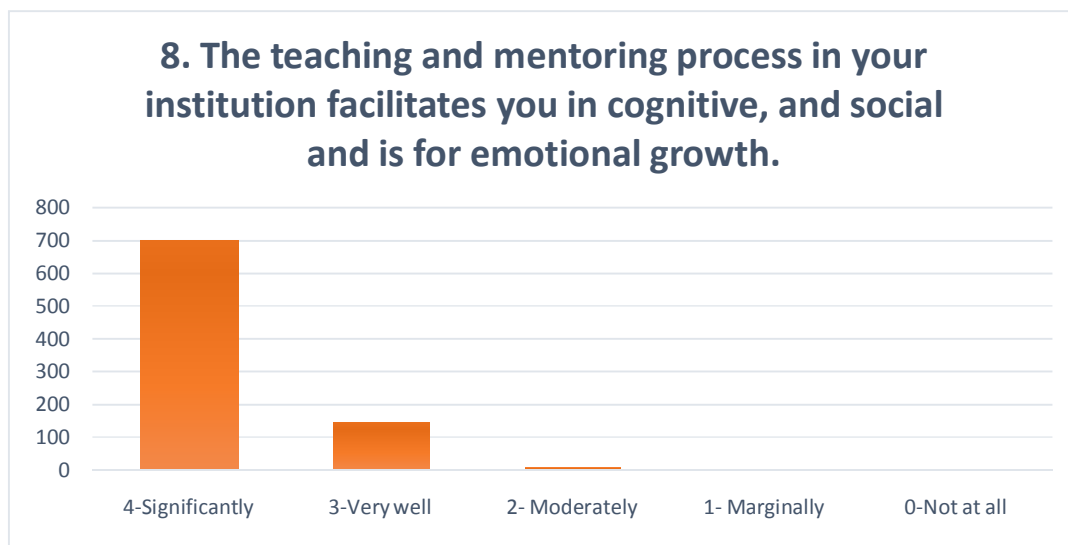 8. The teaching and mentoring process in your
institution facilitates you in cognitive, and social
and is for emotional growth.
800
700
600
500
400
300
200
100
0
4-Significantly
3-Very well
2- Moderately
1- Marginally
0-Not at all